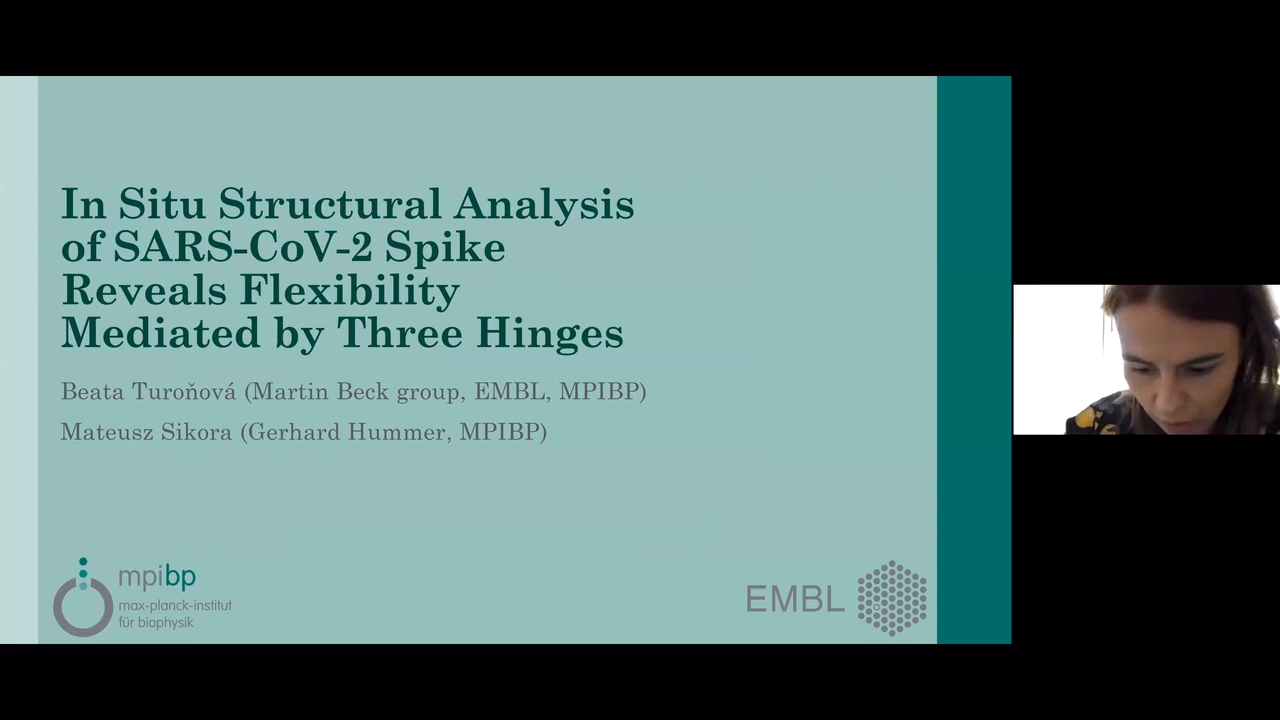 In Situ Structural Analysis
of SARS-CoV-2 Spike
Reveals Flexibility
Mediated by Three Hinges
Beata Turoňová (Martin Beck group, EMBL, MPIBP)
Mateusz Sikora (Gerhard Hummer, MPIBP)
mpibp
max-planck-institut
für biophysik
EMBL